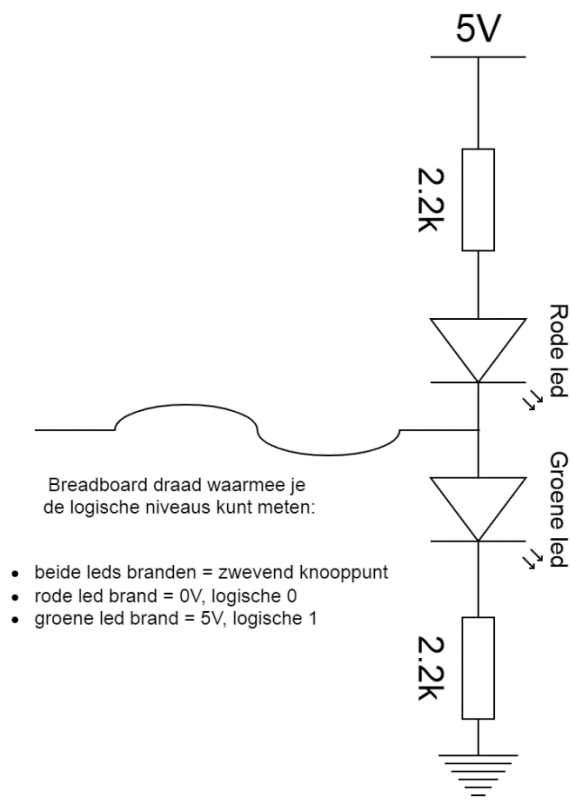 5V
2.2k
Rode led
Breadboard draad waarmee je
de logische niveaus kunt meten:
• beide leds branden = zwevend knooppunt
• rode led brand = 0V, logische 0
• groene led brand = 5V, logische 1
Groene led
2.2k